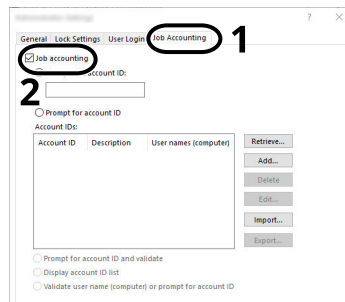 ? ×
General Lock Settings User Login Job Accounting 1
Job accounting
account ID:
2
Prompt for account ID
Account IDs:
Account ID Description User names (computer) Retrieve...
Add...
Delete
Edit...
Import...
Export...
Prompt for account ID and validate
Display account ID list
Validate user name (computer) or prompt for account ID